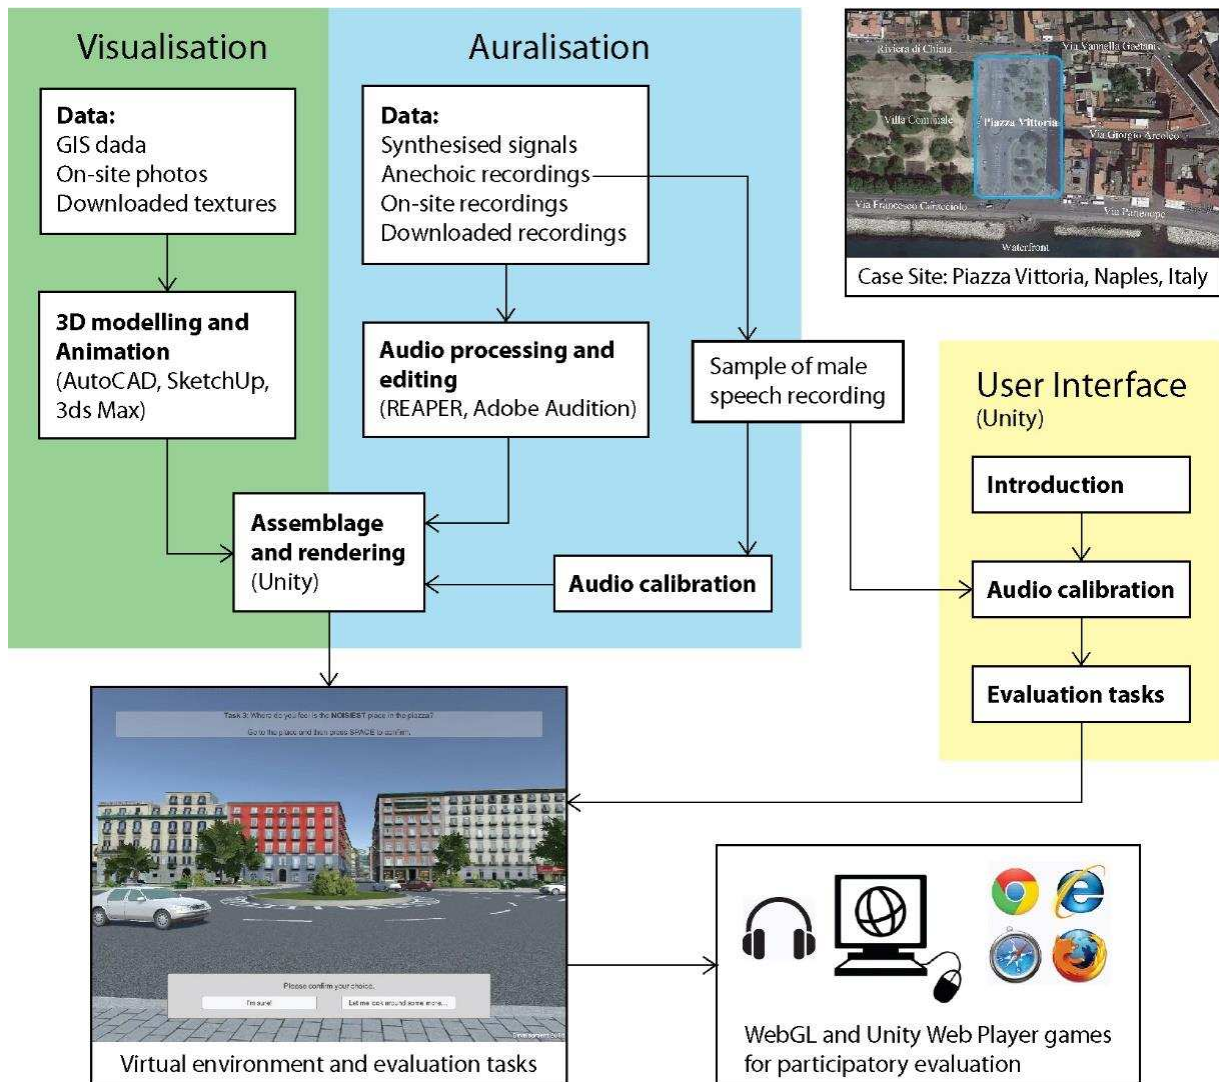 Visualisation
Data:
GIS dada
On-site photos
Downloaded textures
3D modelling and
Animation
(AutoCAD, SketchUp,
3ds Max)
Auralisation
Data:
Synthesised signals
Anechoic recordings
On-site recordings
Downloaded recordings
Audio processing and
editing
(REAPER, Adobe Audition)
Assemblage
and rendering
(Unity)
Audio calibration
Sample of male
speech recording
Riviera di Chiaia
Via Vannella Gaetani
Villa Comunale
Piazza Vittoria
Via Giorgio Arcoleo
Via Francesco Caracciolo
Via Partenope
Waterfront
Case Site: Piazza Vittoria, Naples, Italy
User Interface
(Unity)
Introduction
Audio calibration
Evaluation tasks
Task 3: Where do you feel is the NOISIEST place in the piazza?
Go to the place and then press SPACE to confirm.
Please confirm your choice.
I'm sure!
Let me look around some more...
Virtual environment and evaluation tasks
WebGL and Unity Web Player games
for participatory evaluation